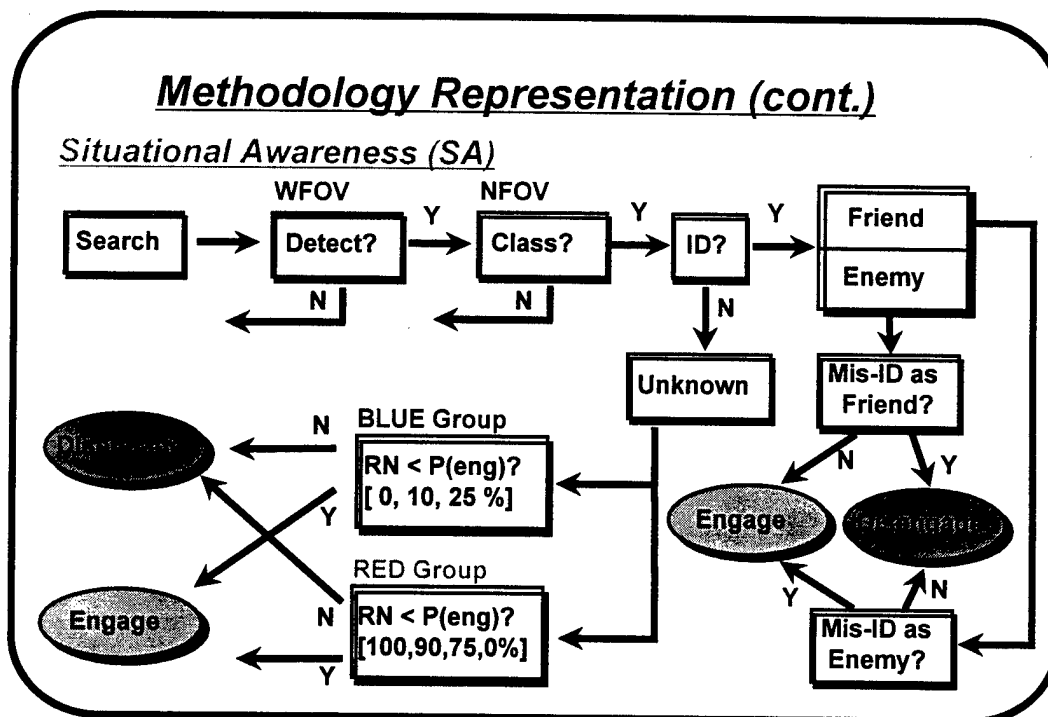 Methodology Representation (cont.)
Situational Awareness (SA)
WFOV
NFOV
Search
Detect?
Y
Class?
Y
ID?
Y
Friend
Enemy
N
N
N
Unknown
Mis-ID as
Friend?
BLUE Group
N
RN < P(eng)?
[ 0, 10, 25 %]
Y
N
Y
Engage
Disengage
RED Group
N
RN < P(eng)?
[100,90,75,0%]
Y
Engage
Y
N
Mis-ID as
Enemy?